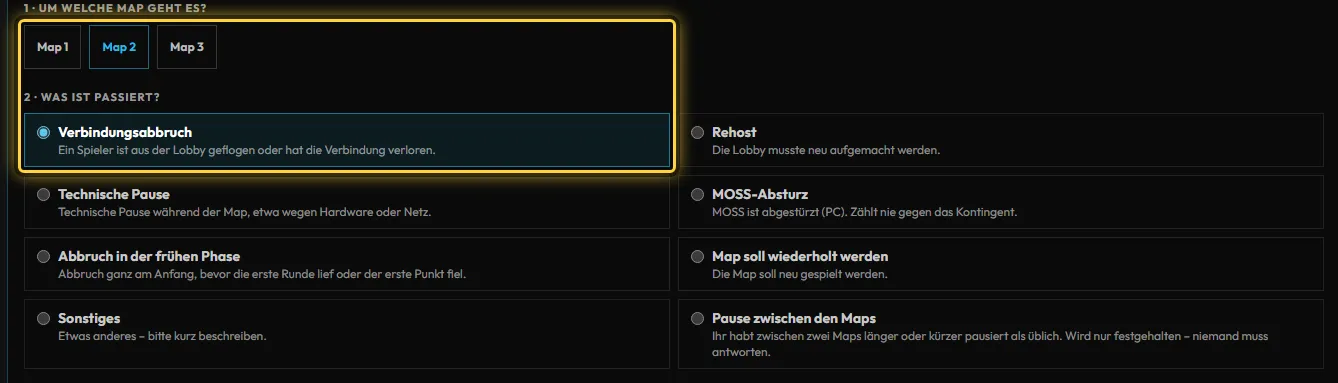 1 · UM WELCHE MAP GEHT ES?
Map 1
Map 2
Map 3
2 · WAS IST PASSIERT?
Verbindungsabbruch
Ein Spieler ist aus der Lobby geflogen oder hat die Verbindung verloren.
Rehost
Die Lobby musste neu aufgemacht werden.
Technische Pause
Technische Pause während der Map, etwa wegen Hardware oder Netz.
MOSS-Absturz
MOSS ist abgestürzt (PC). Zählt nie gegen das Kontingent.
Abbruch in der frühen Phase
Abbruch ganz am Anfang, bevor die erste Runde lief oder der erste Punkt fiel.
Map soll wiederholt werden
Die Map soll neu gespielt werden.
Sonstiges
Etwas anderes – bitte kurz beschreiben.
Pause zwischen den Maps
Ihr habt zwischen zwei Maps länger oder kürzer pausiert als üblich. Wird nur festgehalten – niemand muss
antworten.